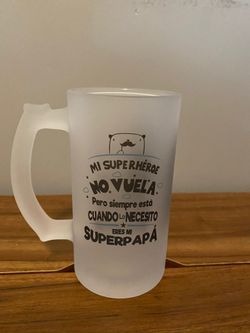 MI SUPERHÉROE
NO VUELA
Pero siempre está
CUANDO LO NECESITO
ERES MI
SUPERPAPÁ